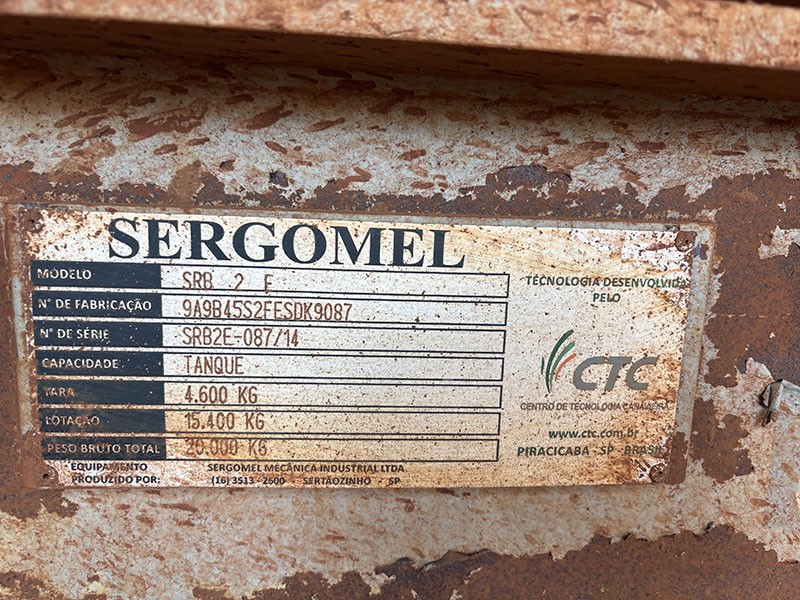 SERGOMEL
MODELO SRB 2 E
Nº DE FABRICAÇÃO 9A9B45S2FESDK9087
Nº DE SÉRIE SRB2E-087/14
CAPACIDADE TANQUE
TARA 4.600 KG
LOTAÇÃO 15.400 KG
PESO BRUTO TOTAL 20.000 KG
EQUIPAMENTO PRODUZIDO POR:
SERGOMEL MECÂNICA INDUSTRIAL LTDA
(16) 3513 - 2600 - SERTÃOZINHO - SP
TECNOLOGIA DESENVOLVIDA
PELO
CTC
CENTRO DE TECNOLOGIA CANAVIEIRA
www.ctc.com.br
PIRACICABA - SP - BRASIL